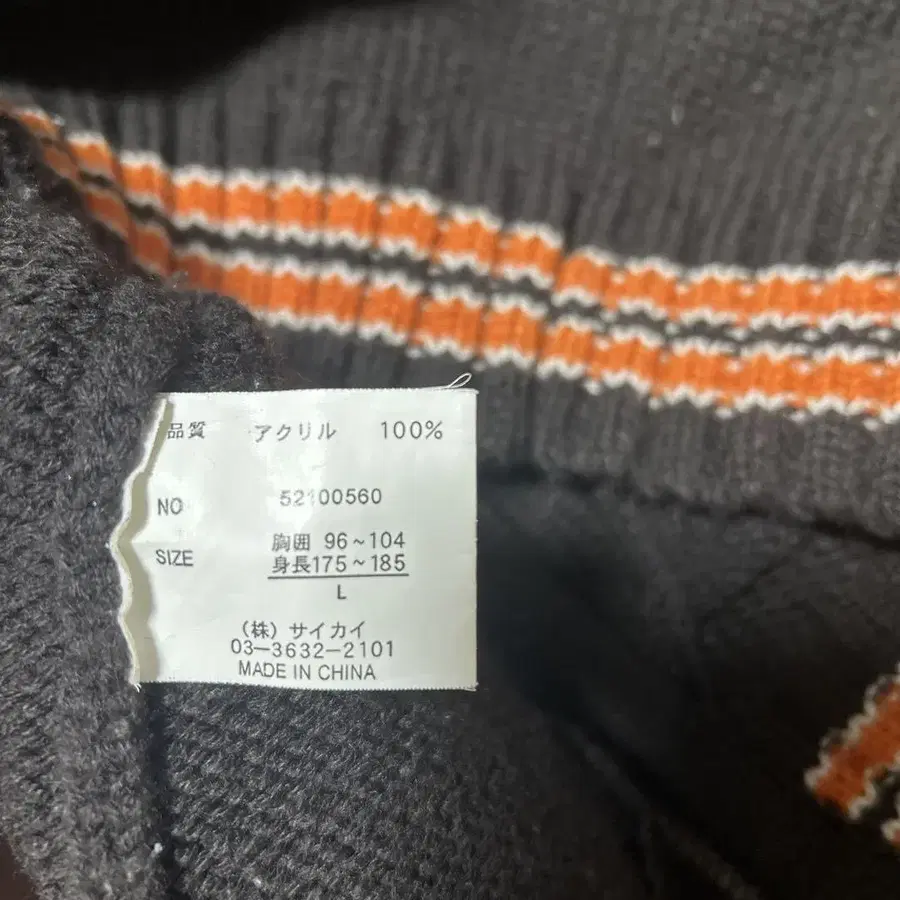 品質 アクリル 100%
NO 52100560
SIZE 胸囲 96~104
身長175~185
L
(株) サイカイ
03-3632-2101
MADE IN CHINA